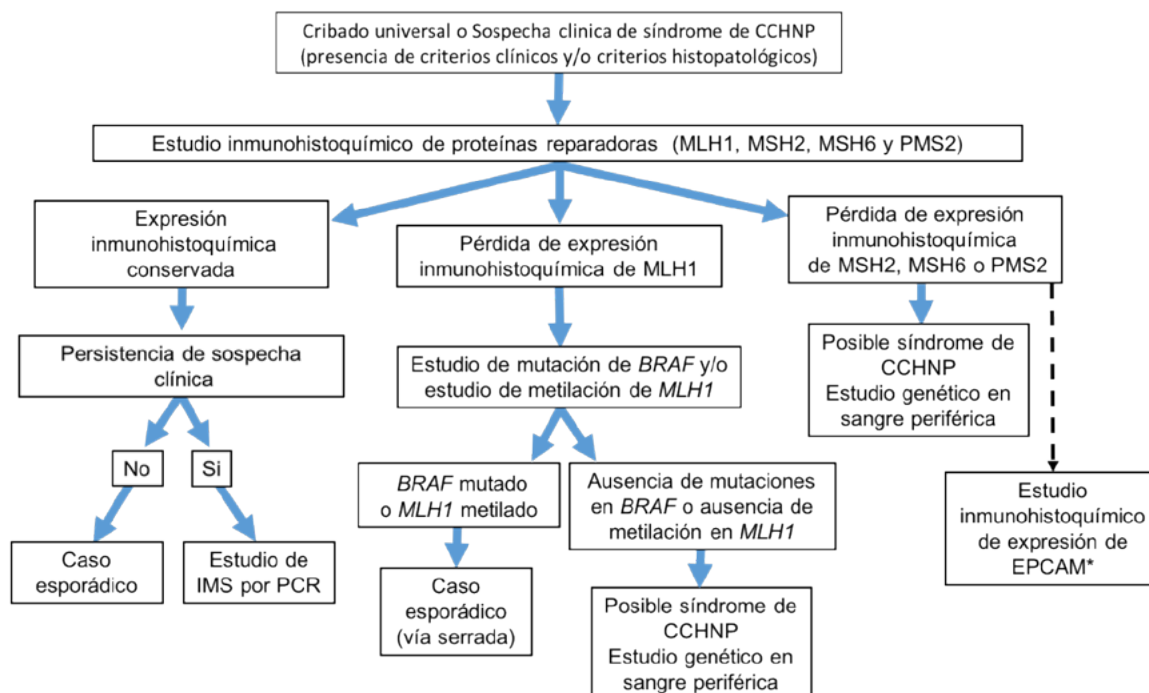 Cribado universal o Sospecha clinica de síndrome de CCHNP
(presencia de criterios clínicos y/o criterios histopatológicos)
Estudio inmunohistoquímico de proteínas reparadoras (MLH1, MSH2, MSH6 y PMS2)
Expresión
inmunohistoquímica
conservada
Pérdida de expresión
inmunohistoquímica de MLH1
Pérdida de expresión
inmunohistoquímica
de MSH2, MSH6 o PMS2
Persistencia de sospecha
clínica
Estudio de mutación de BRAF y/o
estudio de metilación de MLH1
Posible síndrome de
CCHNP
Estudio genético en
sangre periférica
No
Si
BRAF mutado
o MLH1 metilado
Ausencia de mutaciones
en BRAF o ausencia de
metilación en MLH1
Estudio
inmunohistoquímico
de expresión de
EPCAM*
Caso
esporádico
Estudio de
IMS por PCR
Caso
esporádico
(vía serrada)
Posible síndrome de
CCHNP
Estudio genético en
sangre periférica